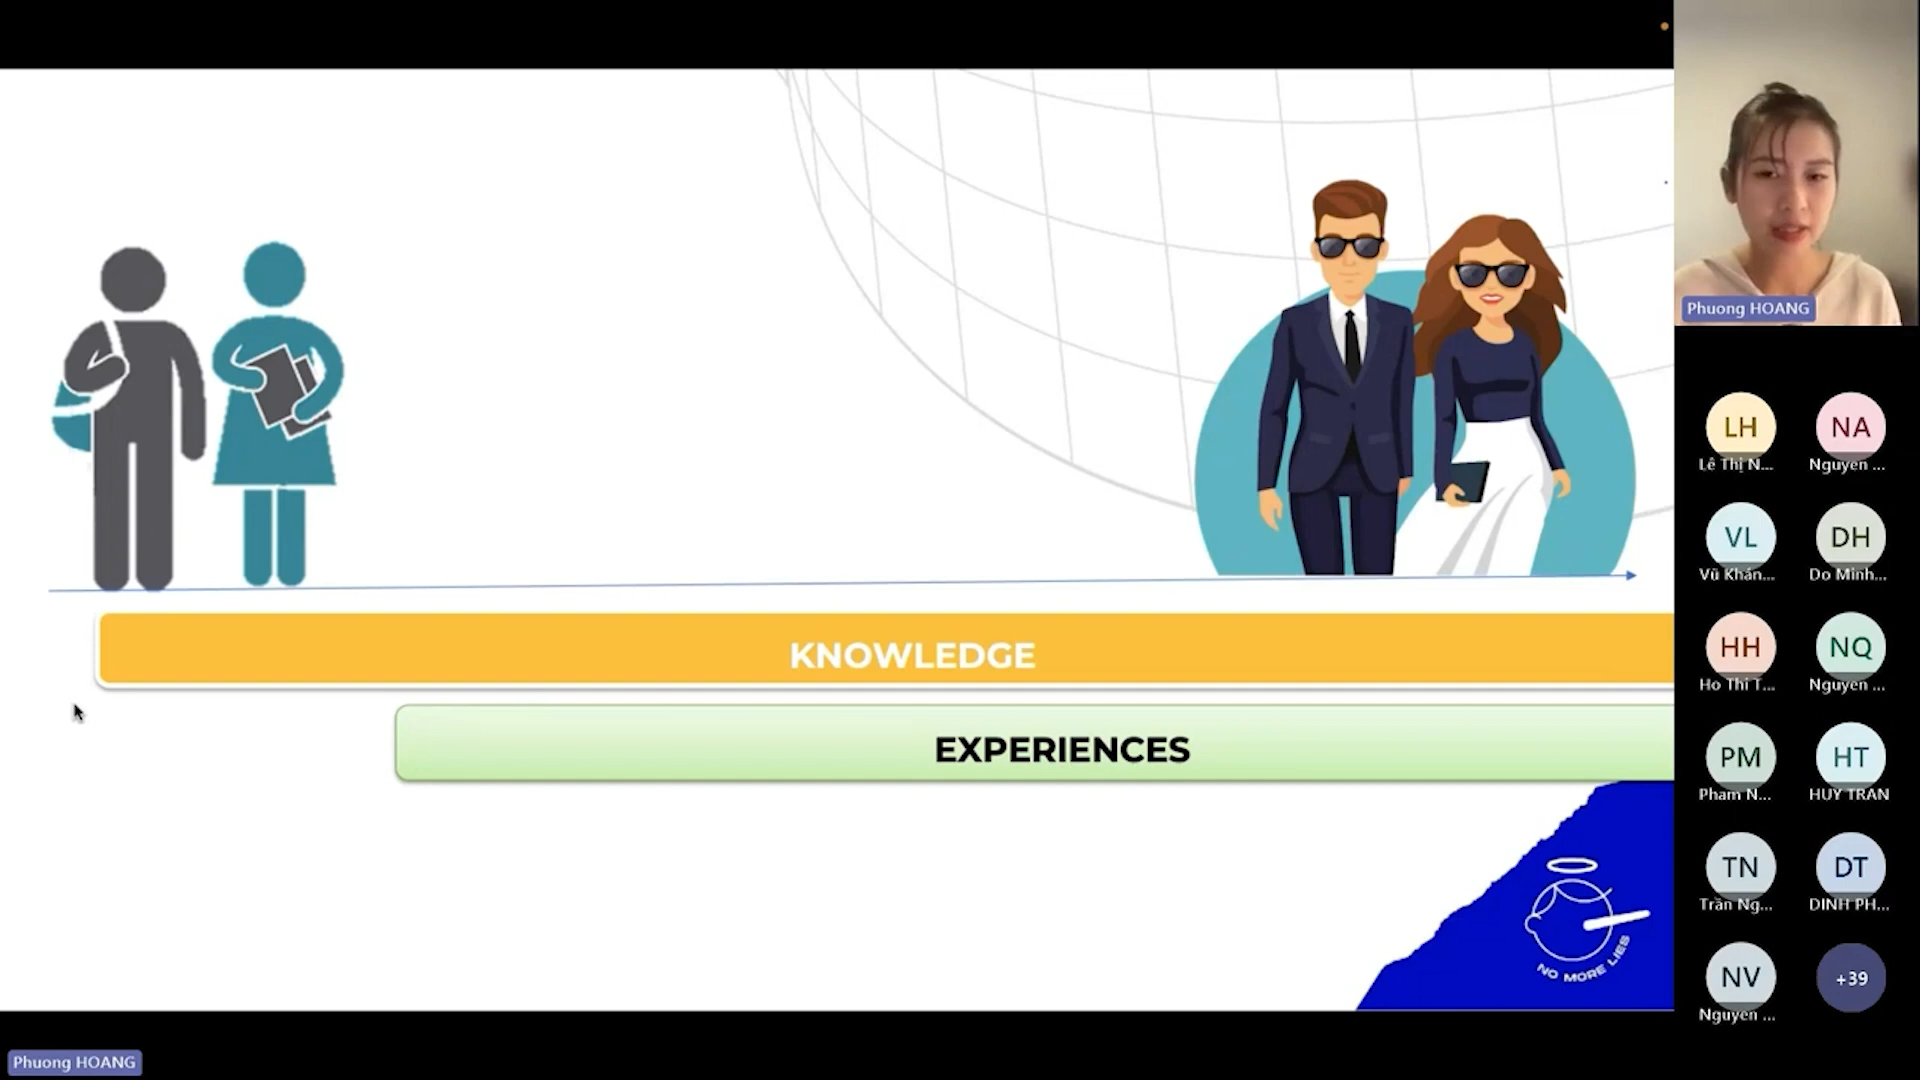 KNOWLEDGE
EXPERIENCES
NO MORE LIES
Phuong HOANG
LH
Lê Thị N...
NA
Nguyen ...
VL
Vũ Khán...
DH
Do Minh...
HH
Ho Thi T...
NQ
Nguyen ...
PM
Pham N...
HT
HUY TRAN
TN
Trần Ng...
DT
DINH PH...
NV
Nguyen ...
+39
Phuong HOANG